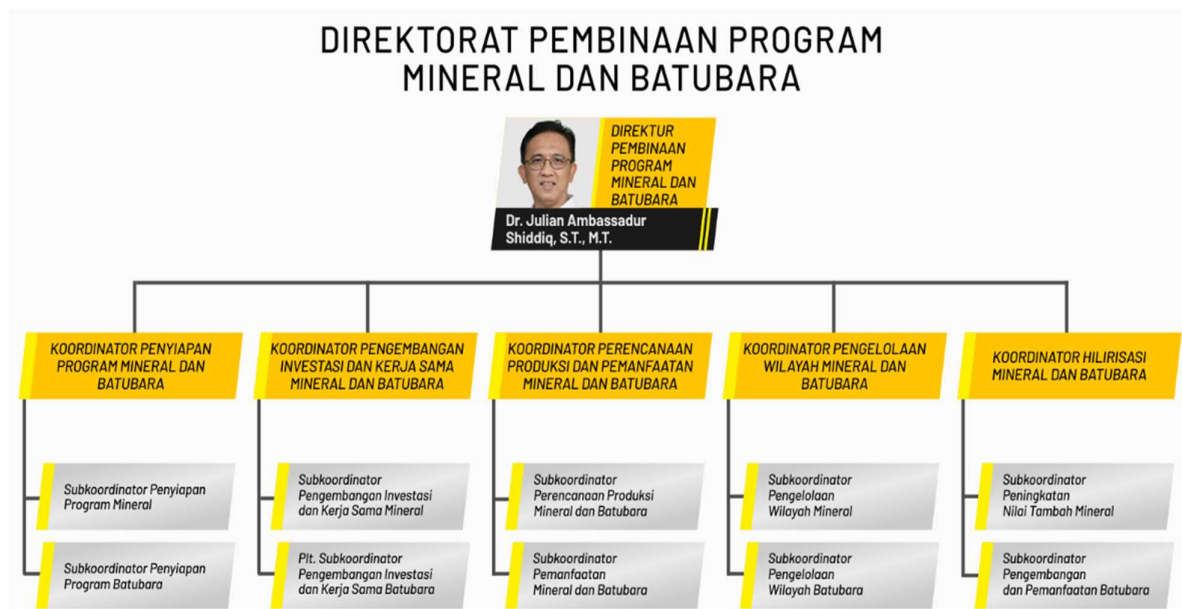 DIREKTORAT PEMBINAAN PROGRAM
MINERAL DAN BATUBARA
DIREKTUR
PEMBINAAN
PROGRAM
MINERAL DAN
BATUBARA
Dr. Julian Ambassadur
Shiddiq, S.T., M.T.
KOORDINATOR PENYIAPAN
PROGRAM MINERAL DAN
BATUBARA
KOORDINATOR PENGEMBANGAN
INVESTASI DAN KERJA SAMA
MINERAL DAN BATUBARA
KOORDINATOR PERENCANAAN
PRODUKSI DAN PEMANFAATAN
MINERAL DAN BATUBARA
KOORDINATOR PENGELOLAAN
WILAYAH MINERAL DAN
BATUBARA
KOORDINATOR HILIRISASI
MINERAL DAN BATUBARA
Subkoordinator Penyiapan
Program Mineral
Subkoordinator
Pengembangan Investasi
dan Kerja Sama Mineral
Subkoordinator
Perencanaan Produksi
Mineral dan Batubara
Subkoordinator
Pengelolaan
Wilayah Mineral
Subkoordinator
Peningkatan
Nilai Tambah Mineral
Subkoordinator Penyiapan
Program Batubara
Plt. Subkoordinator
Pengembangan Investasi
dan Kerja Sama Batubara
Subkoordinator
Pemanfaatan
Mineral dan Batubara
Subkoordinator
Pengelolaan
Wilayah Batubara
Subkoordinator
Pengembangan
dan Pemanfaatan Batubara